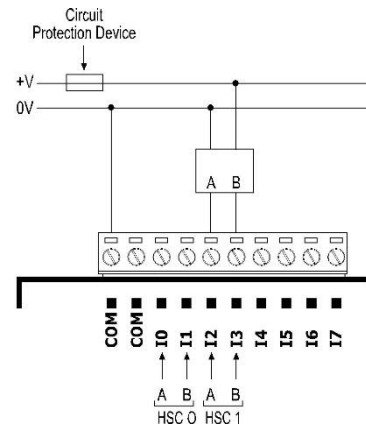 Circuit
Protection Device
+V
0V
A B
COM COM I0 I1 I2 I3 I4 I5 I6 I7
A B A B
HSC 0 HSC 1